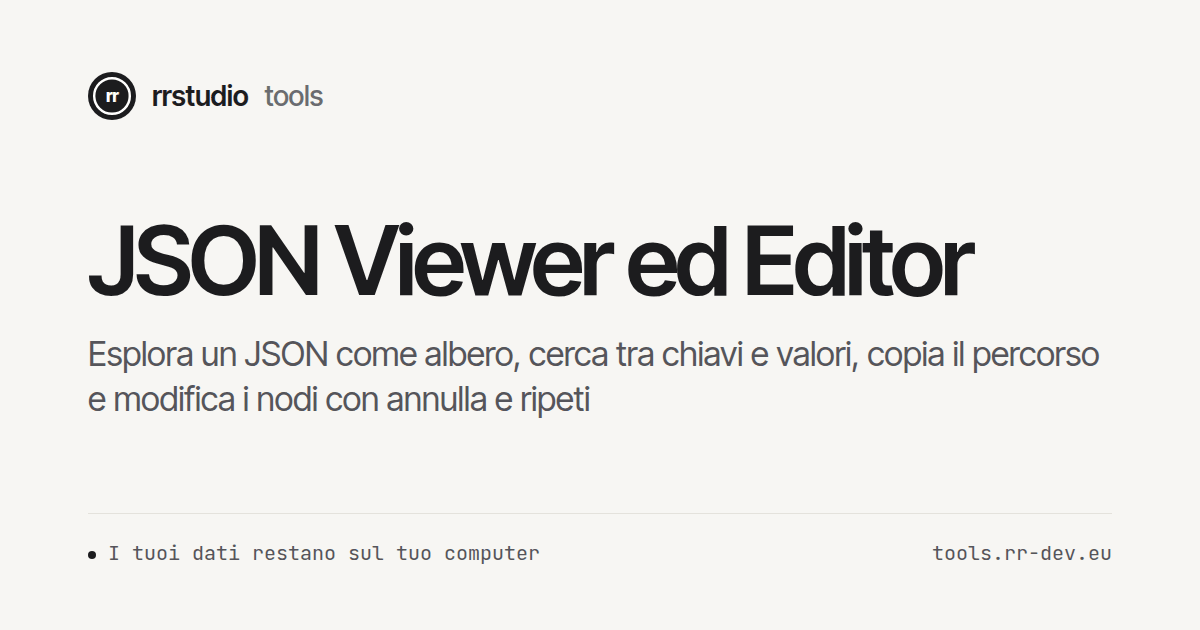 rr rrstudio tools
JSON Viewer ed Editor
Esplora un JSON come albero, cerca tra chiavi e valori, copia il percorso
e modifica i nodi con annulla e ripeti
I tuoi dati restano sul tuo computer
tools.rr-dev.eu